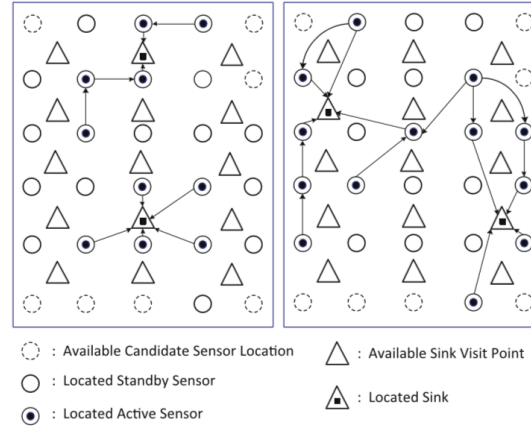 : Available Candidate Sensor Location
: Located Standby Sensor
: Located Active Sensor
: Available Sink Visit Point
: Located Sink